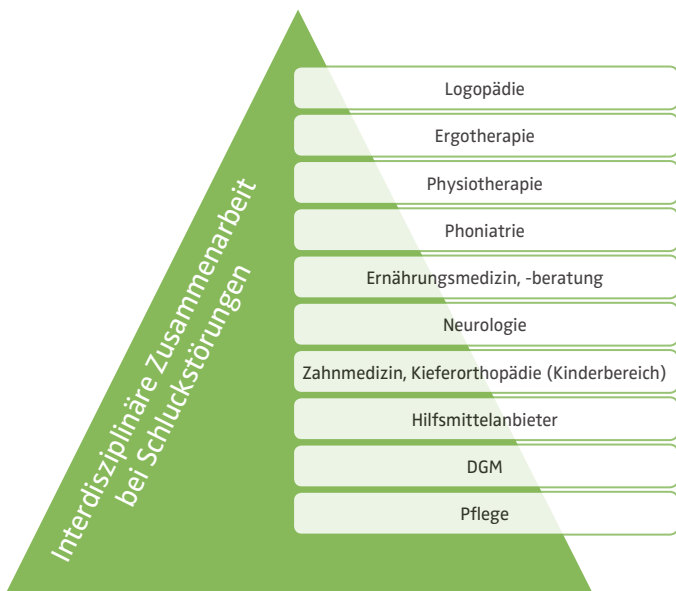 Interdisziplinäre Zusammenarbeit
bei Schluckstörungen
Logopädie
Ergotherapie
Physiotherapie
Phoniatrie
Ernährungsmedizin, -beratung
Neurologie
Zahnmedizin, Kieferorthopädie (Kinderbereich)
Hilfsmittelanbieter
DGM
Pflege